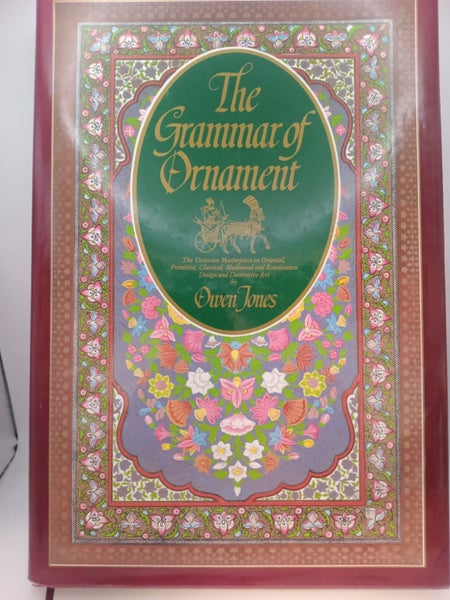 The
Grammar of
Ornament
The Victorian Masterpiece on Oriental,
Primitive, Classical, Mediaeval and Renaissance
Design and Decorative Art
by
Owen Jones